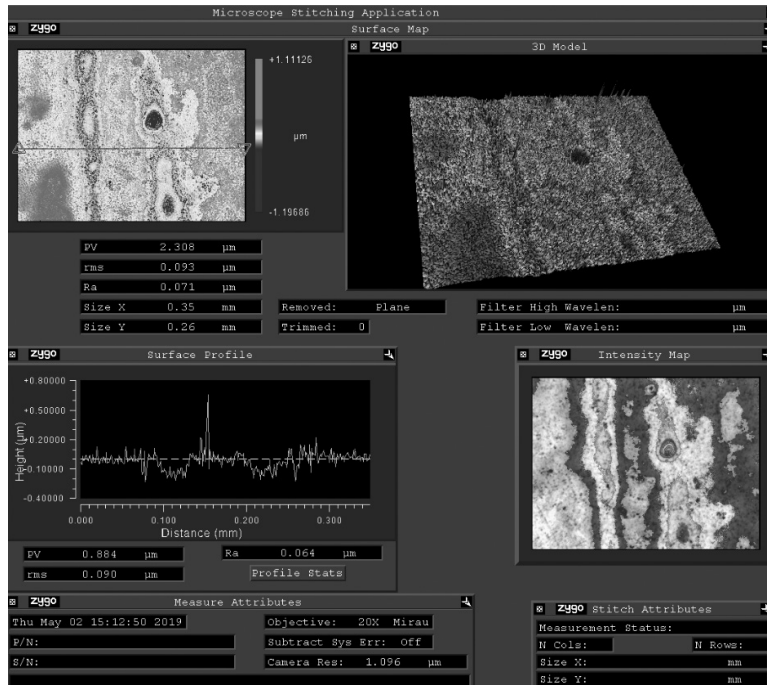 Microscope Stitching Application
zygo Surface Map
zygo 3D Model
+1.11126
µm
-1.19686
PV 2.308 µm
rms 0.093 µm
Ra 0.071 µm
Size X 0.35 mm
Size Y 0.26 mm
Removed: Plane
Trimmed: 0
Filter High Wavelen: µm
Filter Low Wavelen: µm
zygo Surface Profile
+0.80000
+0.50000
+0.20000
-0.10000
-0.40000
Height (µm)
0.000 0.100 0.200 0.300
Distance (mm)
PV 0.884 µm
rms 0.090 µm
Ra 0.064 µm
Profile Stats
zygo Intensity Map
zygo Measure Attributes
Thu May 02 15:12:50 2019
P/N:
S/N:
Objective: 20X Mirau
Subtract Sys Err: Off
Camera Res: 1.096 µm
zygo Stitch Attributes
Measurement Status:
N Cols: N Rows:
Size X: mm
Size Y: mm